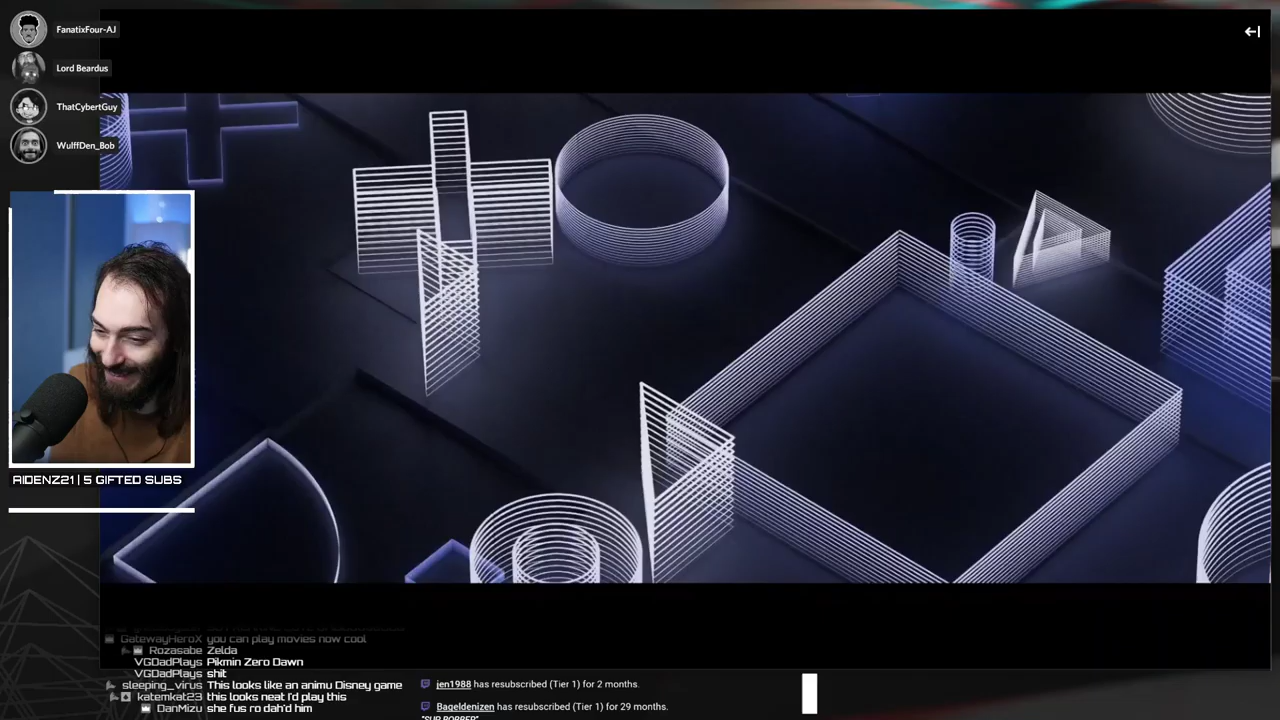 FanatixFour-AJ
Lord Beardus
ThatCybertGuy
WulffDen_Bob
AIDENZ21 | 5 GIFTED SUBS
GatewayHeroX you can play movies now cool
Rozasabe Zelda
VGDadPlays Pikmin Zero Dawn
VGDadPlays shit
sleeping_virus This looks like an animu Disney game
katemkat23 this looks neat I'd play this
DanMizu she fus ro dah'd him
jen1988 has resubscribed (Tier 1) for 2 months.
Bageldenizen has resubscribed (Tier 1) for 29 months.
"SUB BOBBER"